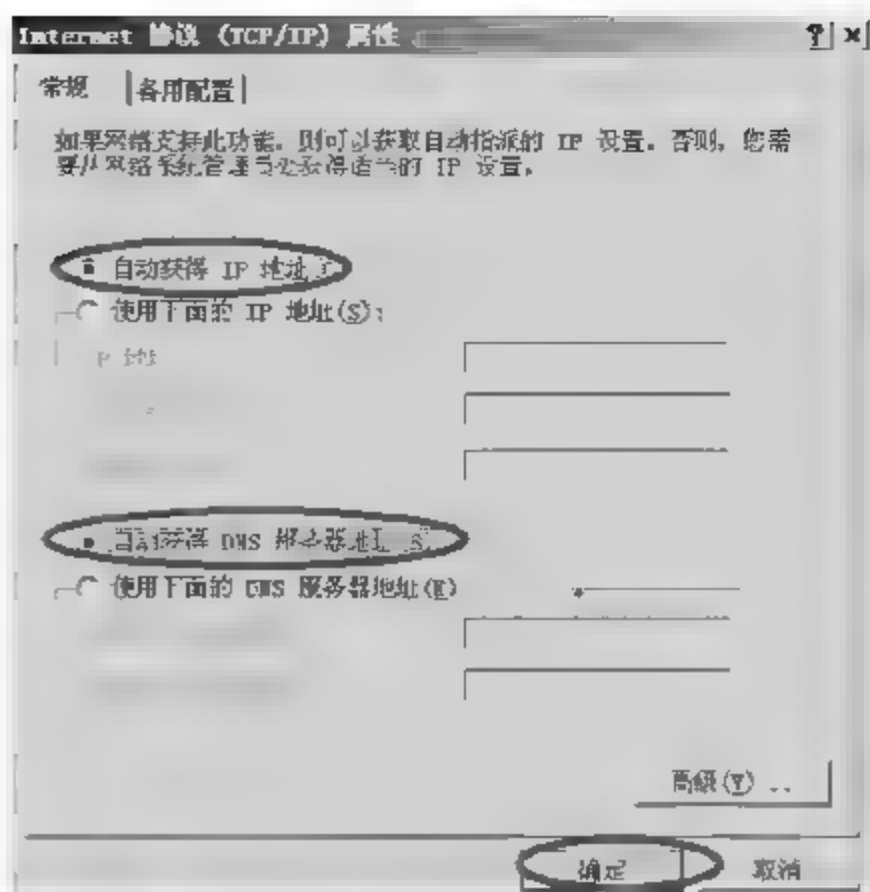 Internet 协议 (TCP/IP) 属性
常规 备用配置
如果网络支持此功能，则可以获取自动指派的 IP 设置。否则，您需
要从网络系统管理员处获得适当的 IP 设置。
自动获得 IP 地址
使用下面的 IP 地址(S):
自动获得 DNS 服务器地址
使用下面的 DNS 服务器地址(E)
高级(V)...
确定 取消